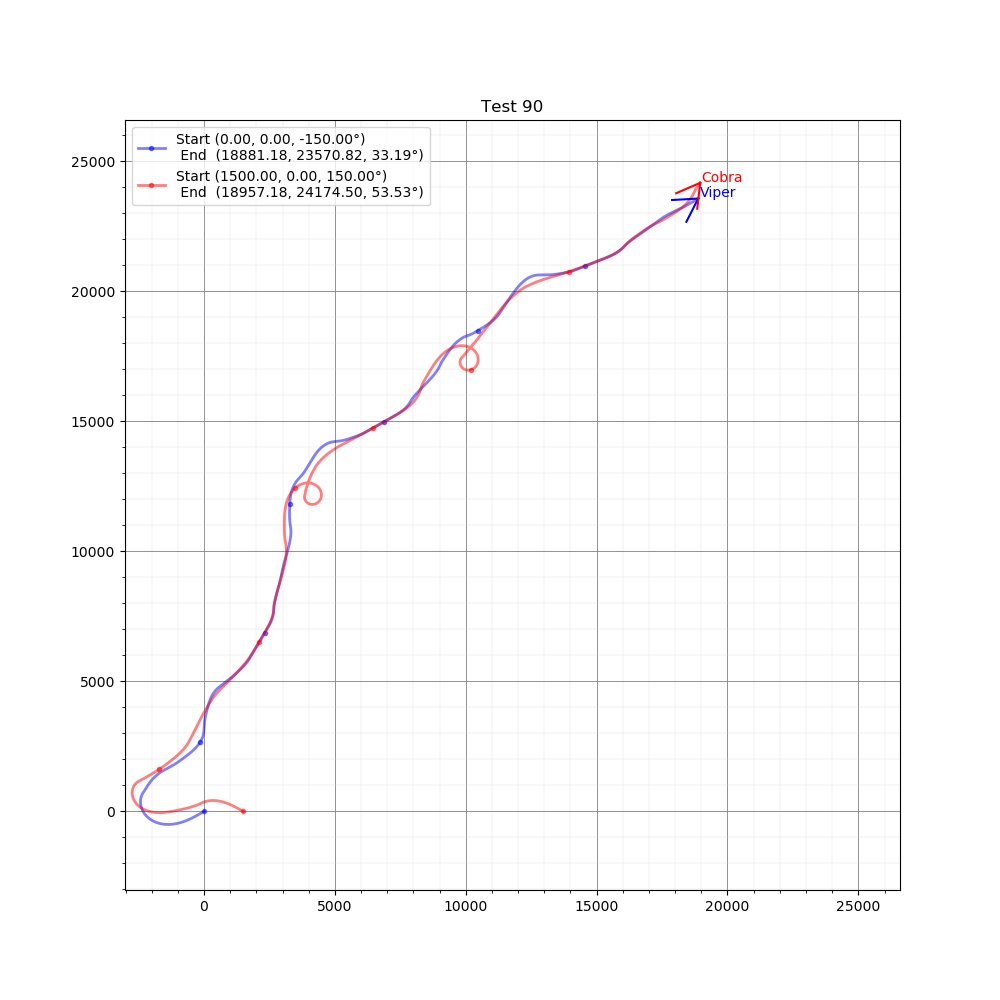 Test 90
Start (0.00, 0.00, -150.00°)
End (18881.18, 23570.82, 33.19°)
Start (1500.00, 0.00, 150.00°)
End (18957.18, 24174.50, 53.53°)
Cobra
Viper
25000
20000
15000
10000
5000
0
0
5000
10000
15000
20000
25000